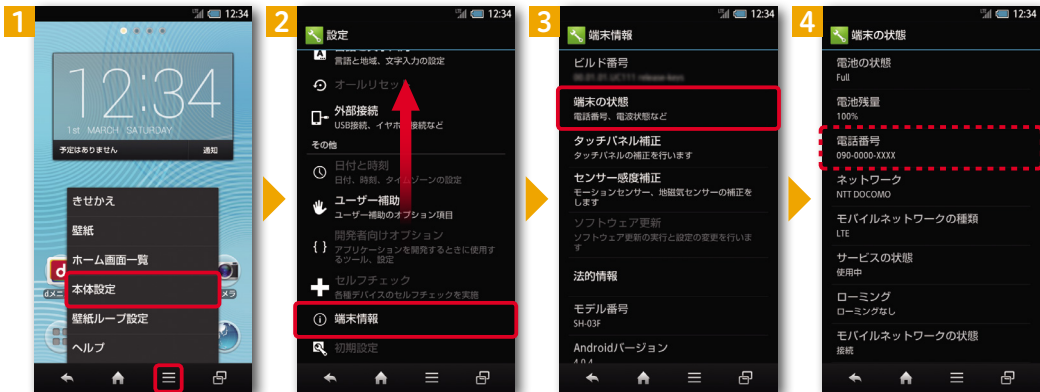 1
12:34
12:34
1st MARCH SATURDAY
予定はありません
通知
きせかえ
壁紙
ホーム画面一覧
本体設定
壁紙ループ設定
ヘルプ
d
dメニ
メラ
2
12:34
設定
言語と地域、文字入力の設定
オールリセット
外部接続
USB接続、イヤホ 接続など
その他
日付と時刻
日付、時刻、タイムゾーンの設定
ユーザー補助
ユーザー補助のオプション項目
開発者向けオプション
アプリケーションを開発するときに使用す
るツール、設定
セルフチェック
各種デバイスのセルフチェックを実施
端末情報
初期設定
3
12:34
端末情報
ビルド番号
端末の状態
電話番号、電波状態など
タッチパネル補正
タッチパネルの補正を行います
センサー感度補正
モーションセンサー、地磁気センサーの補正を
します
ソフトウェア更新
ソフトウェア更新の実行と設定の変更を行いま
す
法的情報
モデル番号
SH-03F
Androidバージョン
4
12:34
端末の状態
電池の状態
Full
電池残量
100%
電話番号
090-0000-XXXX
ネットワーク
NTT DOCOMO
モバイルネットワークの種類
LTE
サービスの状態
使用中
ローミング
ローミングなし
モバイルネットワークの状態
接続